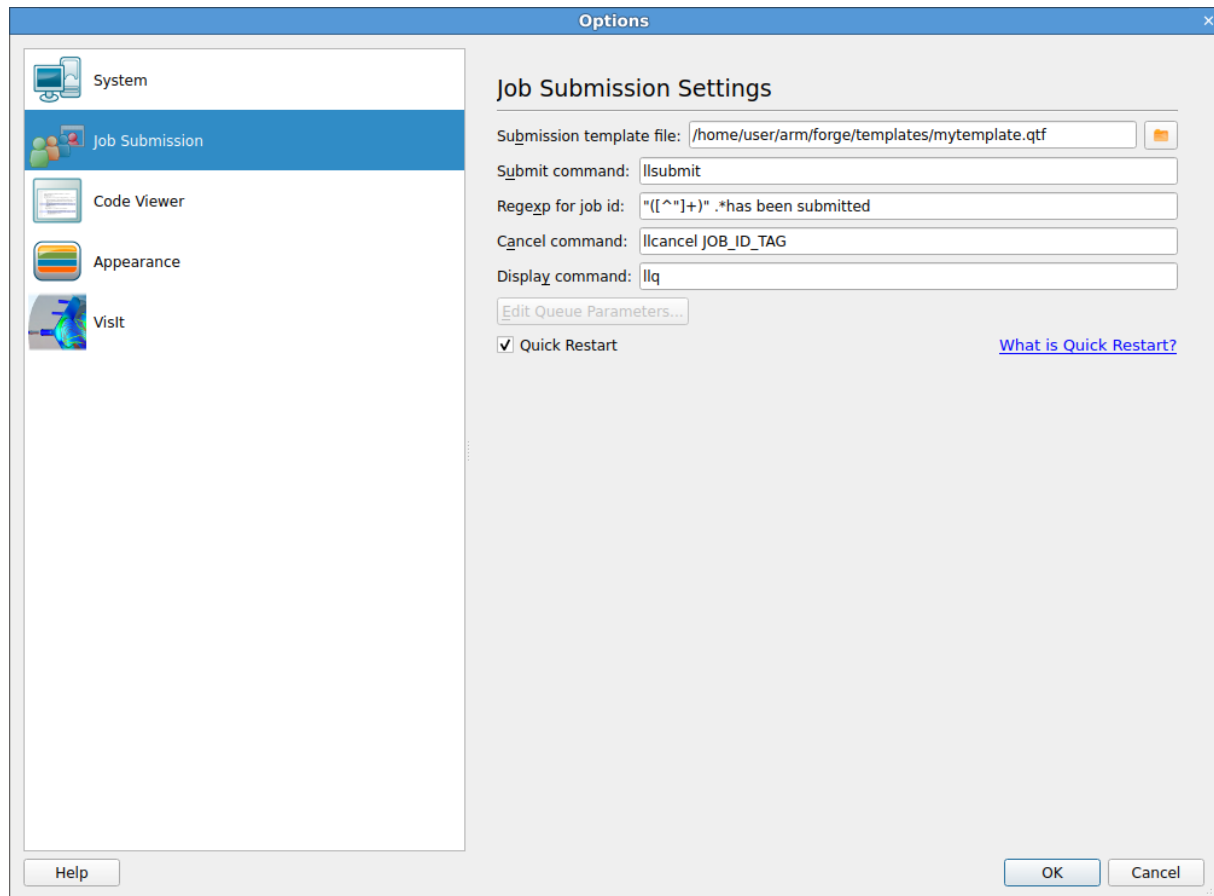 Options
System
Job Submission
Code Viewer
Appearance
VisIt
Job Submission Settings
Submission template file: /home/user/arm/forge/templates/mytemplate.qtf
Submit command: llsubmit
Regexp for job id: "([^"]+)" .*has been submitted
Cancel command: llcancel JOB_ID_TAG
Display command: llq
Edit Queue Parameters...
Quick Restart What is Quick Restart?
Help OK Cancel